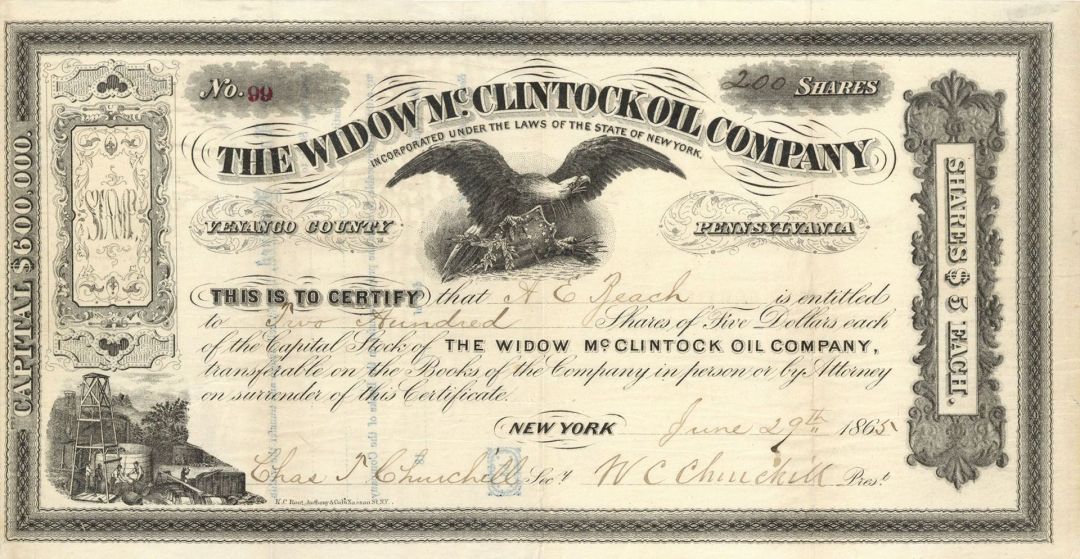 No. 99
200 SHARES
THE WIDOW Mc CLINTOCK OIL COMPANY
INCORPORATED UNDER THE LAWS OF THE STATE OF NEW YORK.
VENANGO COUNTY
PENNSYLVANIA
CAPITAL $600.000.
SHARES $5 EACH.
THIS IS TO CERTIFY that A E Beach is entitled
to Two Hundred Shares of Five Dollars each
of the Capital Stock of THE WIDOW Mc CLINTOCK OIL COMPANY,
transferable on the Books of the Company in person or by Attorney
on surrender of this Certificate.
NEW YORK June 29th 1865
Chas T Churchill Secy. W C Churchill Prest.